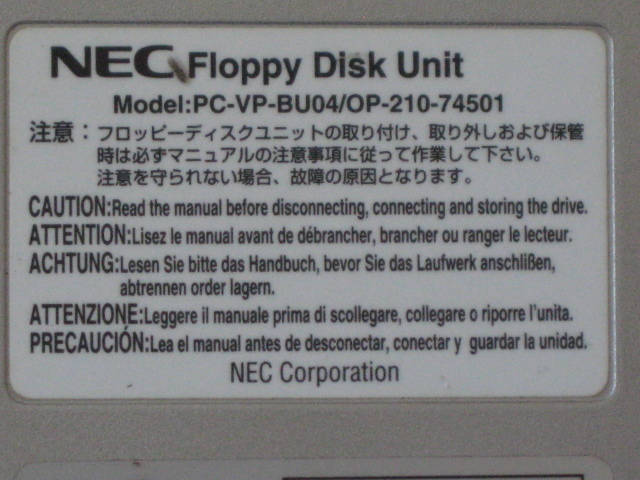 NEC Floppy Disk Unit
Model:PC-VP-BU04/OP-210-74501
注意：フロッピーディスクユニットの取り付け、取り外しおよび保管
時は必ずマニュアルの注意事項に従って作業して下さい。
注意を守られない場合、故障の原因となります。
CAUTION:Read the manual before disconnecting, connecting and storing the drive.
ATTENTION:Lisez le manuel avant de débrancher, brancher ou ranger le lecteur.
ACHTUNG:Lesen Sie bitte das Handbuch, bevor Sie das Laufwerk anschlißen,
abtrennen order lagern.
ATTENZIONE:Leggere il manuale prima di scollegare, collegare o riporre l'unita.
PRECAUCIÓN:Lea el manual antes de desconectar, conectar y guardar la unidad.
NEC Corporation